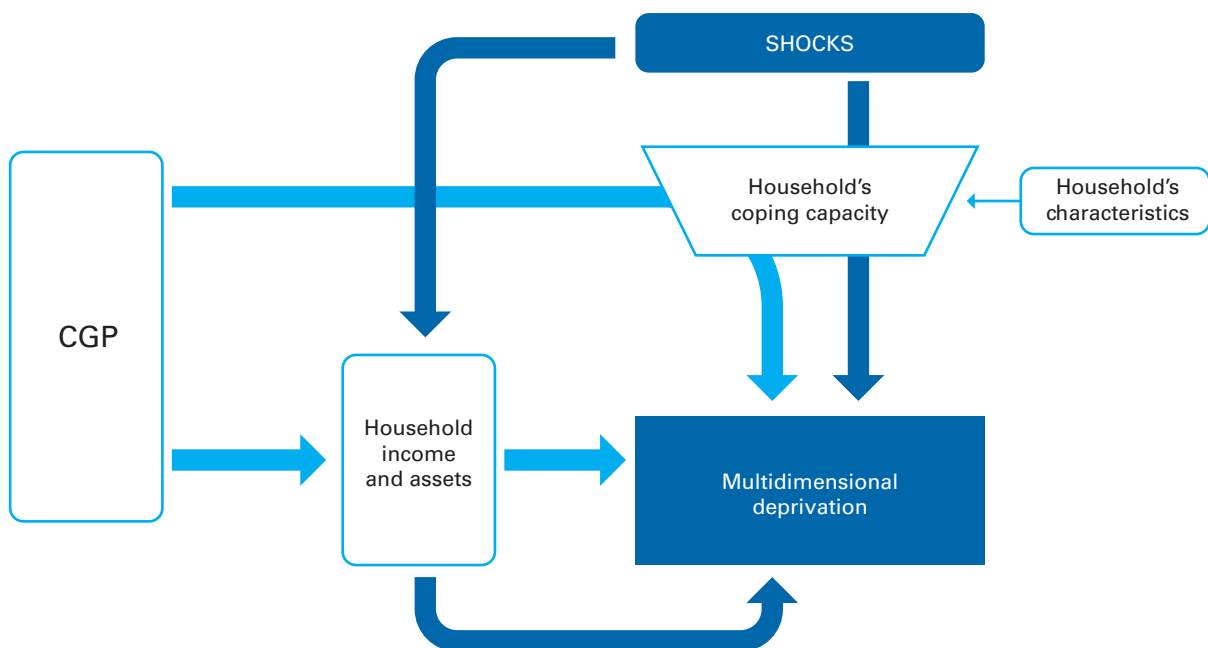 SHOCKS
Household's
coping capacity
Household's
characteristics
CGP
Household
income
and assets
Multidimensional
deprivation